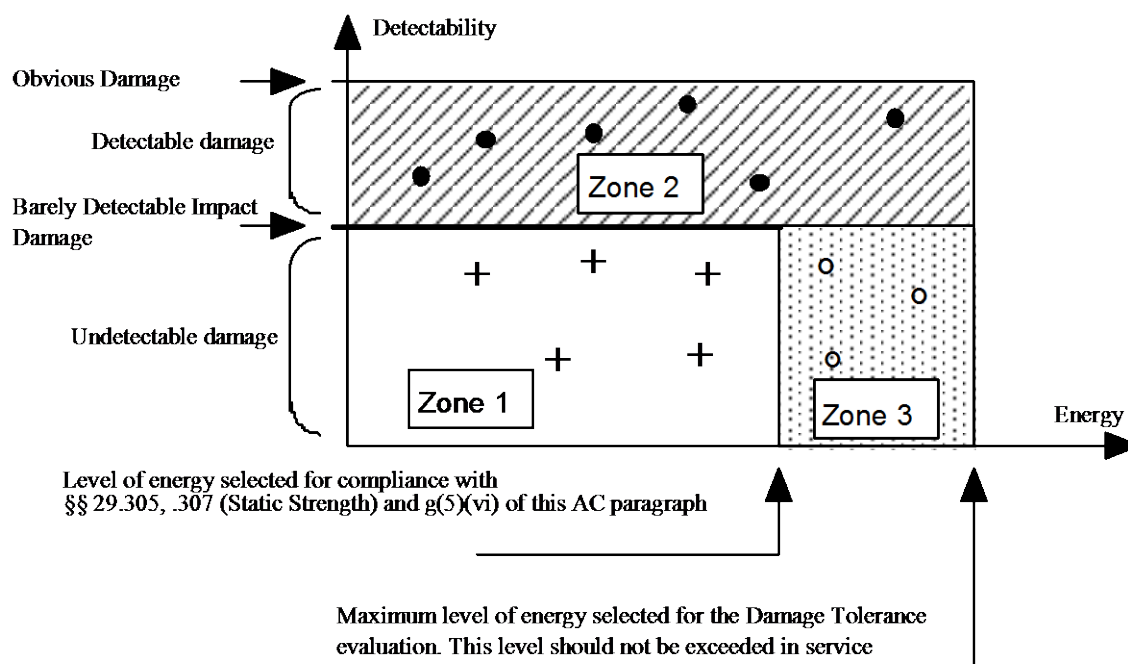 Detectability
Obvious Damage
Detectable damage
Zone 2
Barely Detectable Impact
Damage
Undetectable damage
Zone 1
Zone 3
Energy
Level of energy selected for compliance with
§§ 29.305, .307 (Static Strength) and g(5)(vi) of this AC paragraph
Maximum level of energy selected for the Damage Tolerance
evaluation. This level should not be exceeded in service